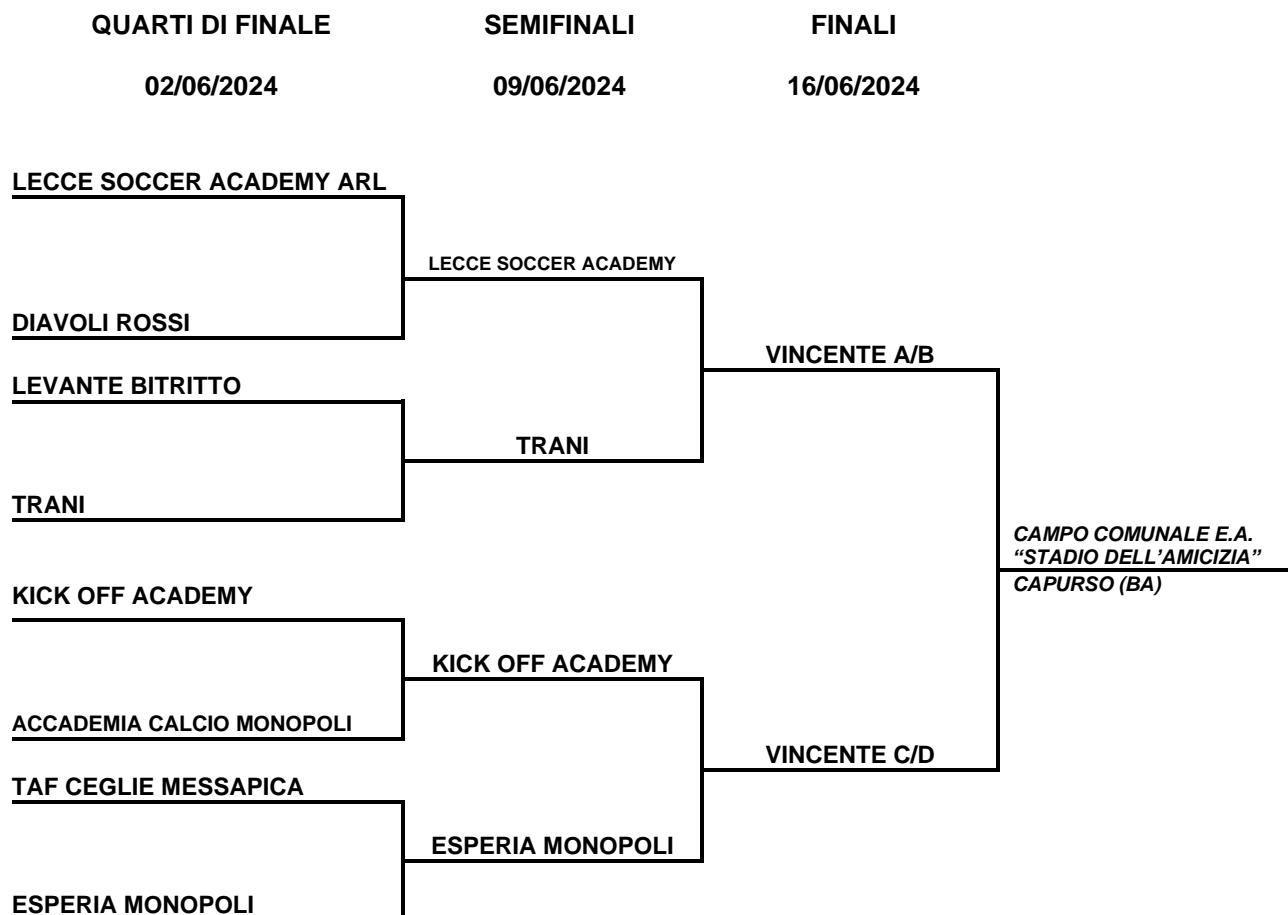 QUARTI DI FINALE
SEMIFINALI
FINALI
02/06/2024
09/06/2024
16/06/2024
LECCE SOCCER ACADEMY ARL
LECCE SOCCER ACADEMY
DIAVOLI ROSSI
VINCENTE A/B
LEVANTE BITRITTO
TRANI
TRANI
CAMPO COMUNALE E.A.
“STADIO DELL’AMICIZIA”
CAPURSO (BA)
KICK OFF ACADEMY
KICK OFF ACADEMY
ACCADEMIA CALCIO MONOPOLI
VINCENTE C/D
TAF CEGLIE MESSAPICA
ESPERIA MONOPOLI
ESPERIA MONOPOLI